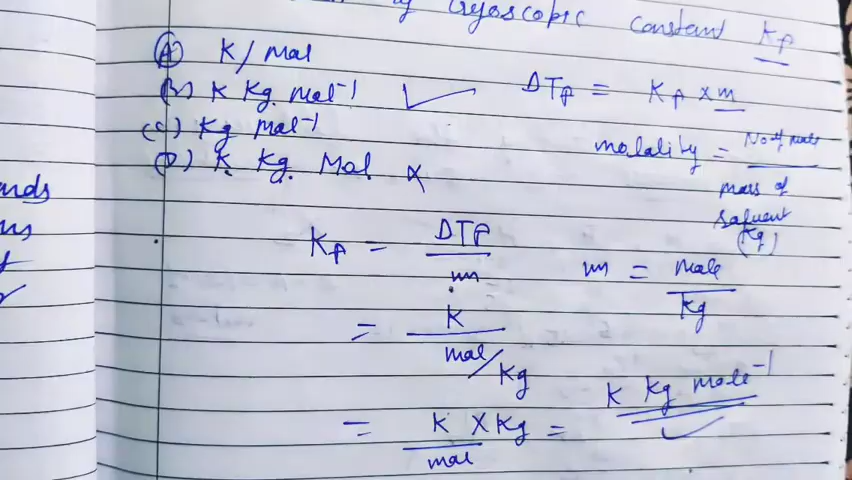 Cryoscopic constant Kf
(A) K/mol
(B) K Kg. mol-1 ✓ ΔTf = Kf × m
(C) Kg mol-1
(D) K Kg. Mol ×
molality = No of moles
mass of
(Kg)
Kf = ΔTf / m
m = mole / Kg
= K / mol/Kg
= K × Kg / mol = K Kg mole-1 ✓
nds